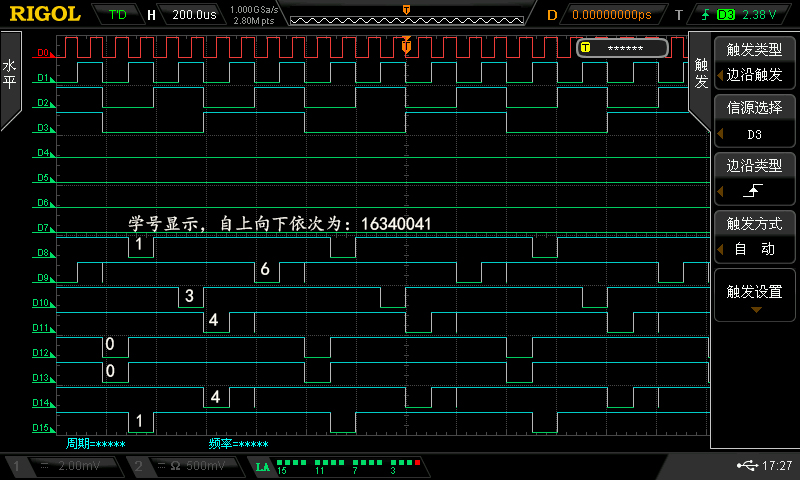 RIGOL T'D H 200.0us 1.000GSa/s D 0.00000000ps T D3 2.38 V
2.80M pts
水平
T ******
触发
D0
D1
D2
D3
D4
D5
D6
D7
D8
D9
D10
D11
D12
D13
D14
D15
学号显示，自上向下依次为：16340041
1
6
3
4
0
0
4
1
周期=***** 频率=*****
触发类型
边沿触发
信源选择
D3
边沿类型
触发方式
自 动
触发设置
1 = 2.00mV 2 = Ω 500mV LA 15 11 7 3 17:27